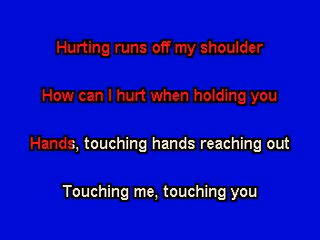 Hurting runs off my shoulder
How can I hurt when holding you
Hands, touching hands reaching out
Touching me, touching you